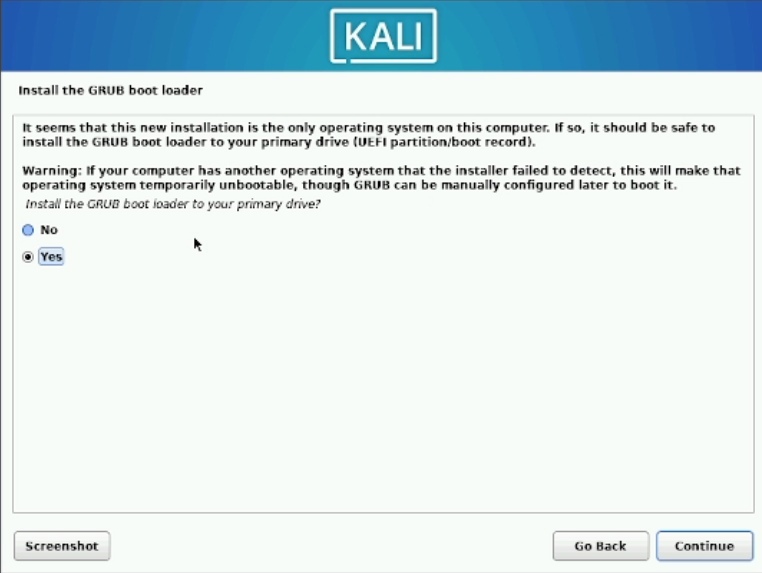 KALI
Install the GRUB boot loader
It seems that this new installation is the only operating system on this computer. If so, it should be safe to
install the GRUB boot loader to your primary drive (UEFI partition/boot record).
Warning: If your computer has another operating system that the installer failed to detect, this will make that
operating system temporarily unbootable, though GRUB can be manually configured later to boot it.
Install the GRUB boot loader to your primary drive?
No
Yes
Screenshot
Go Back
Continue